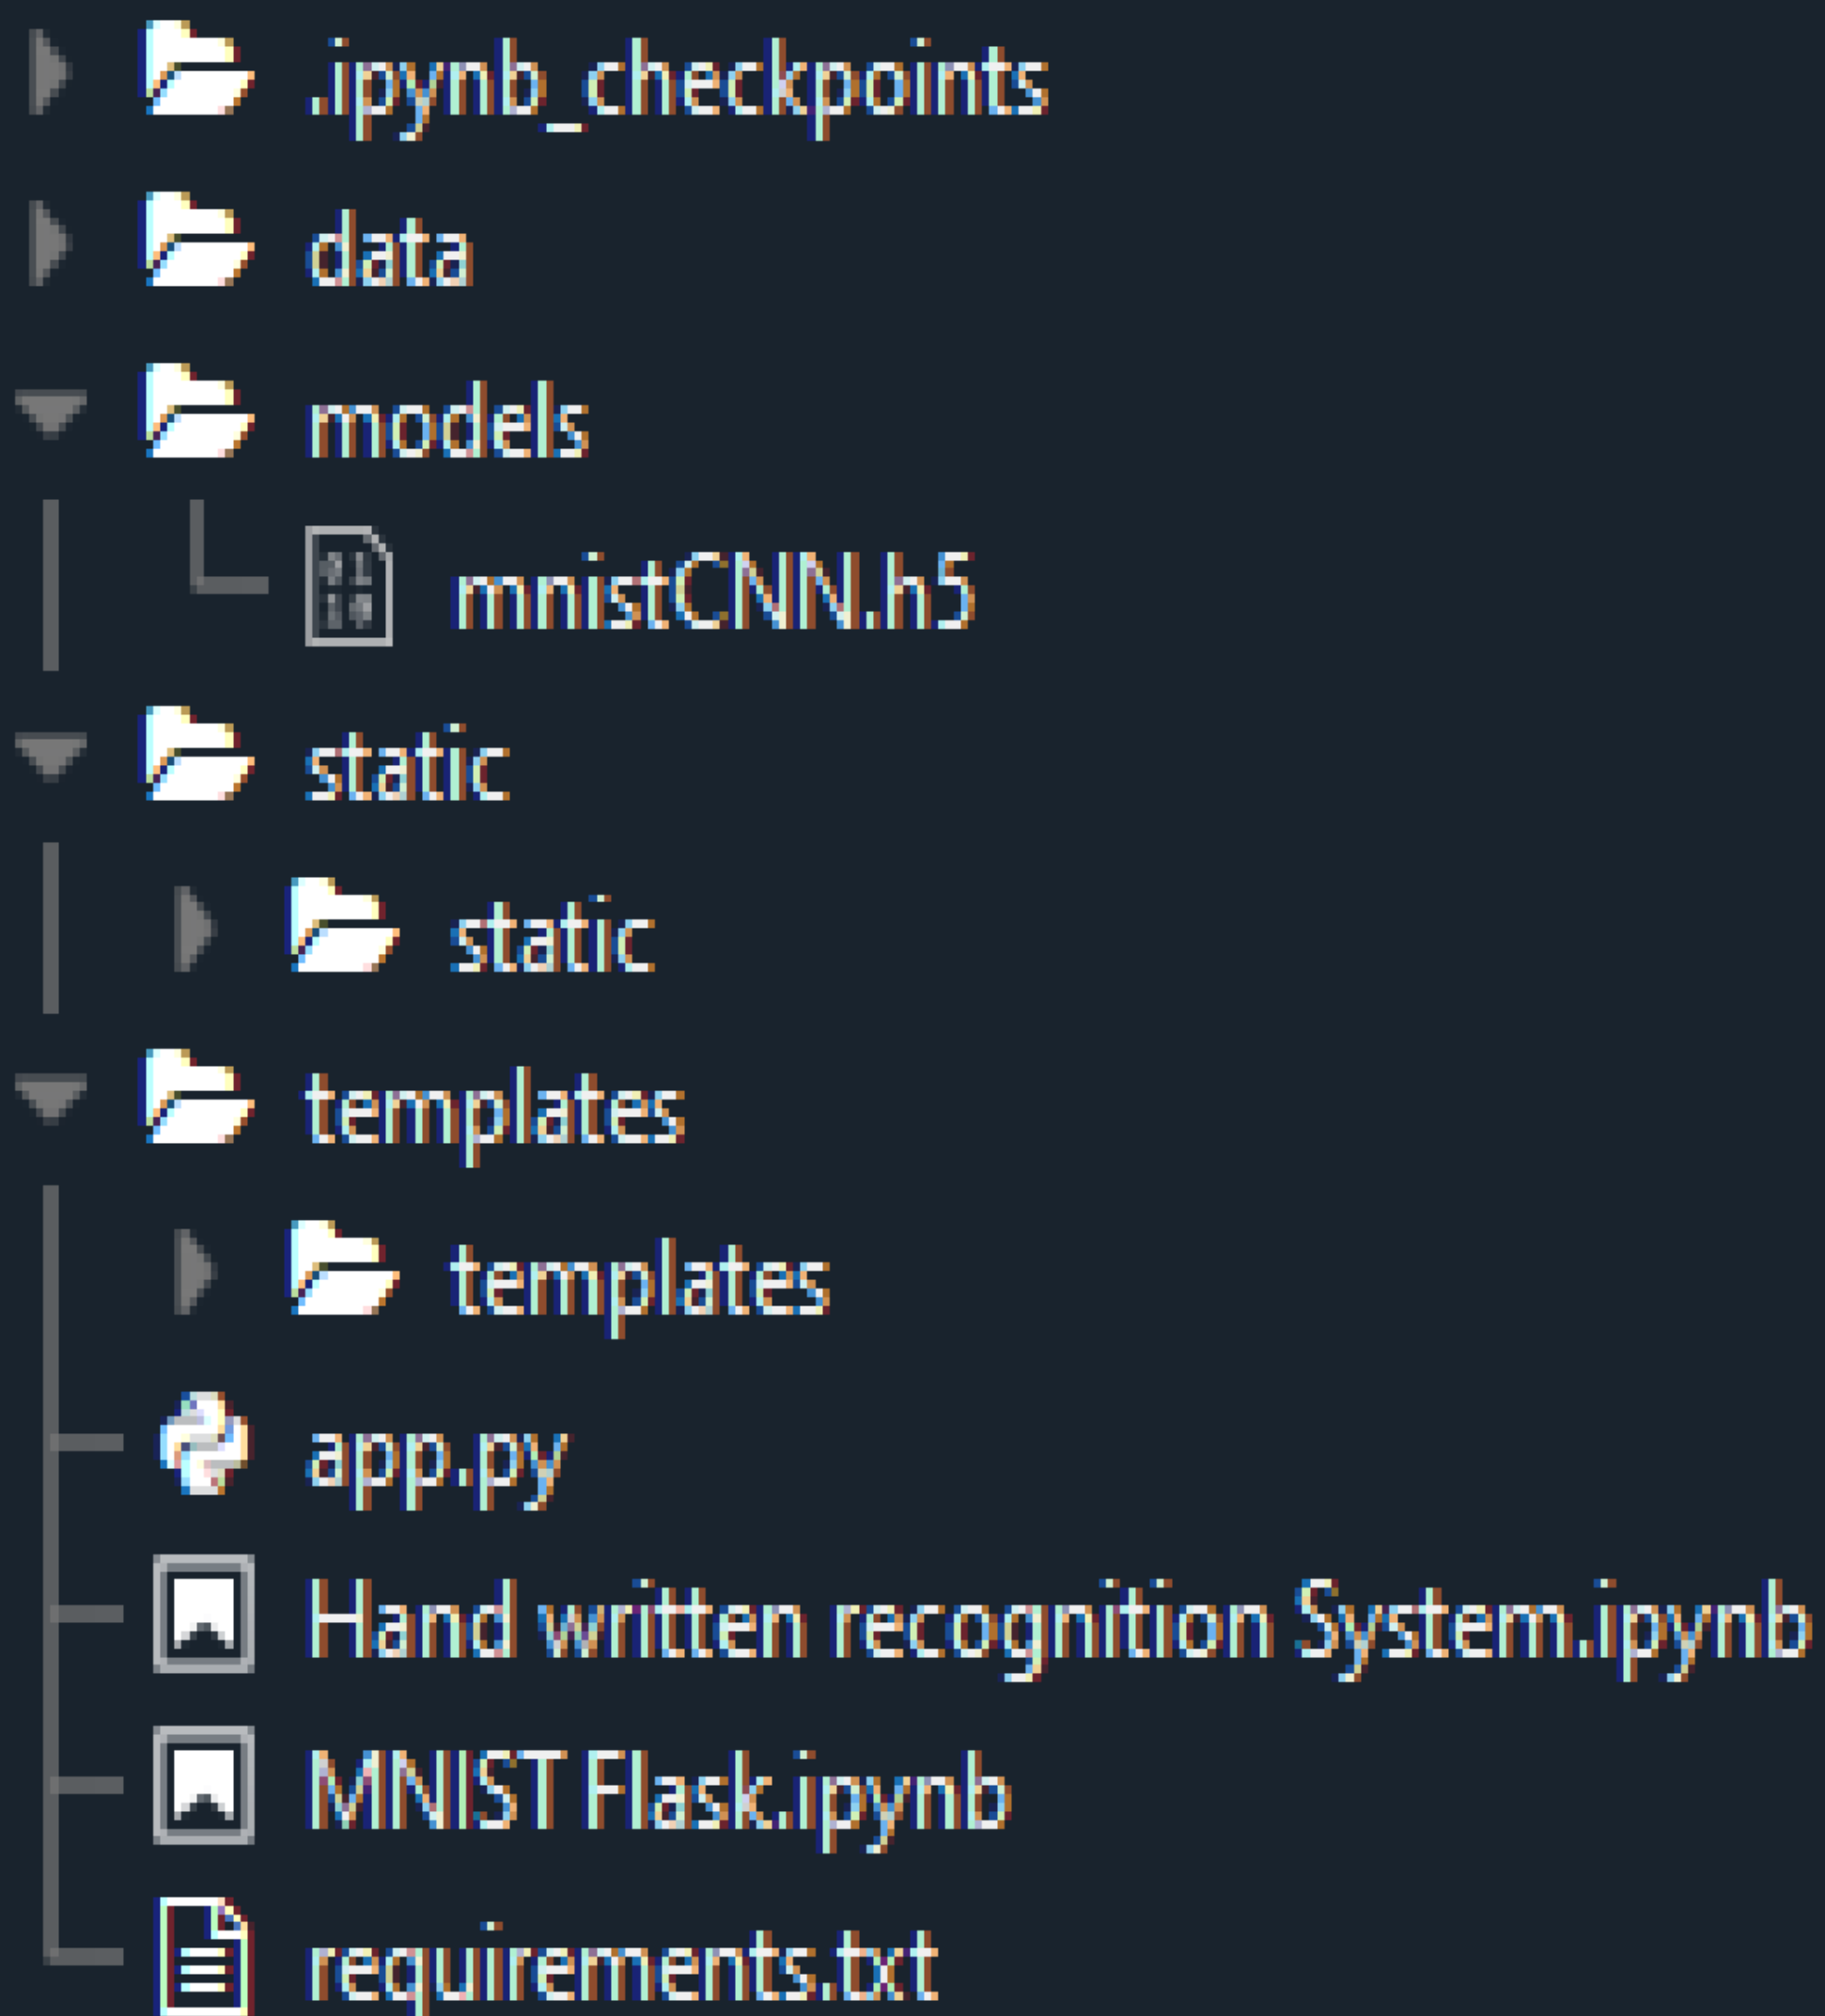 .ipynb_checkpoints
data
models
mnistCNN.h5
static
static
templates
templates
app.py
Hand written recognition System.ipynb
MNIST Flask.ipynb
requirements.txt